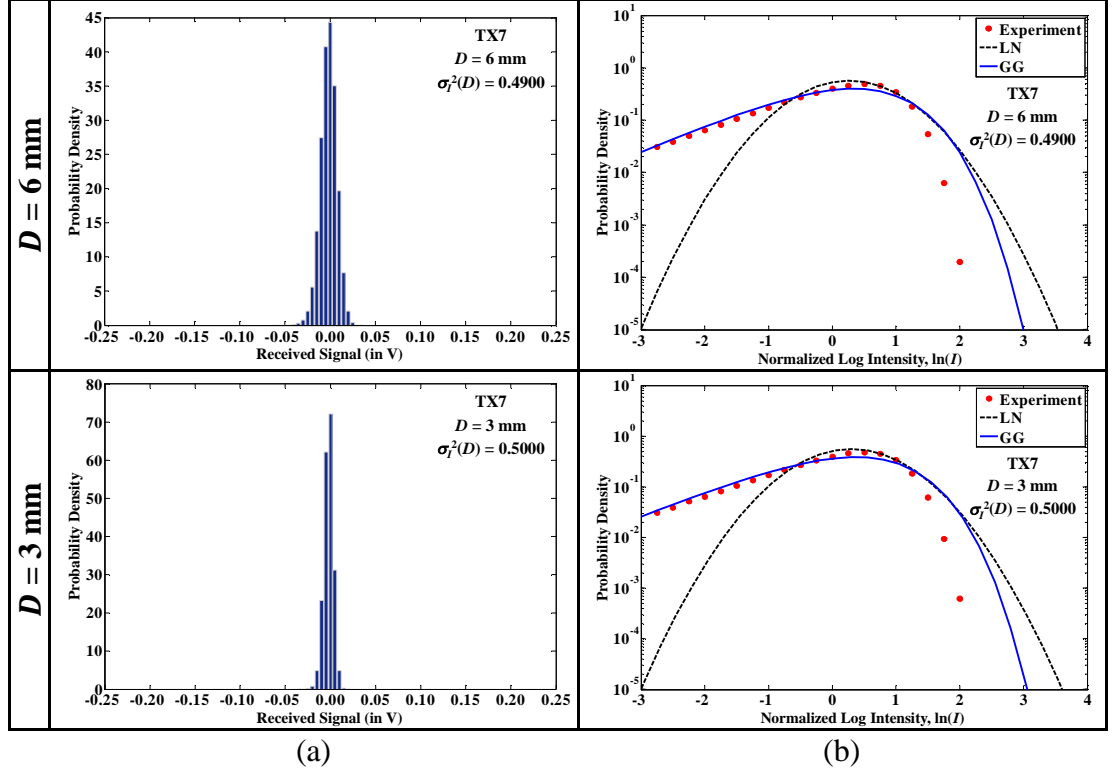 D = 6 mm
45
40
35
30
25
20
15
10
5
0
Probability Density
-0.25 -0.20 -0.15 -0.10 -0.05 0.00 0.05 0.10 0.15 0.20 0.25
Received Signal (in V)
TX7
D = 6 mm
σ_I²(D) = 0.4900
10^1
10^0
10^-1
10^-2
10^-3
10^-4
10^-5
Probability Density
-3 -2 -1 0 1 2 3 4
Normalized Log Intensity, ln(I)
Experiment
LN
GG
TX7
D = 6 mm
σ_I²(D) = 0.4900
D = 3 mm
80
70
60
50
40
30
20
10
0
Probability Density
-0.25 -0.20 -0.15 -0.10 -0.05 0.00 0.05 0.10 0.15 0.20 0.25
Received Signal (in V)
TX7
D = 3 mm
σ_I²(D) = 0.5000
10^1
10^0
10^-1
10^-2
10^-3
10^-4
10^-5
Probability Density
-3 -2 -1 0 1 2 3 4
Normalized Log Intensity, ln(I)
Experiment
LN
GG
TX7
D = 3 mm
σ_I²(D) = 0.5000
(a)
(b)